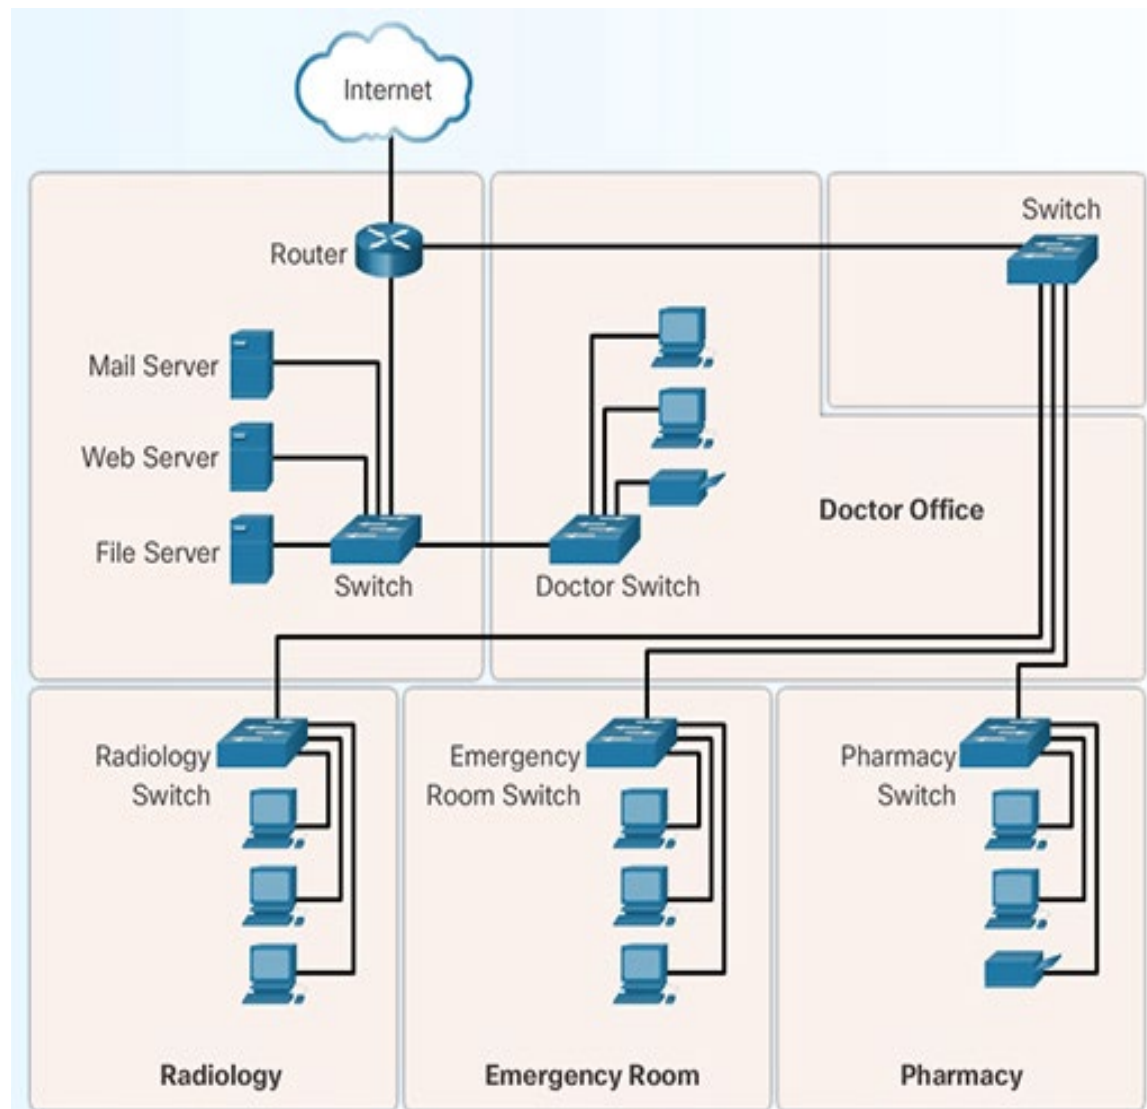 Internet
Switch
Router
Mail Server
Web Server
File Server
Switch
Doctor Switch
Doctor Office
Radiology
Switch
Emergency
Room Switch
Pharmacy
Switch
Radiology
Emergency Room
Pharmacy